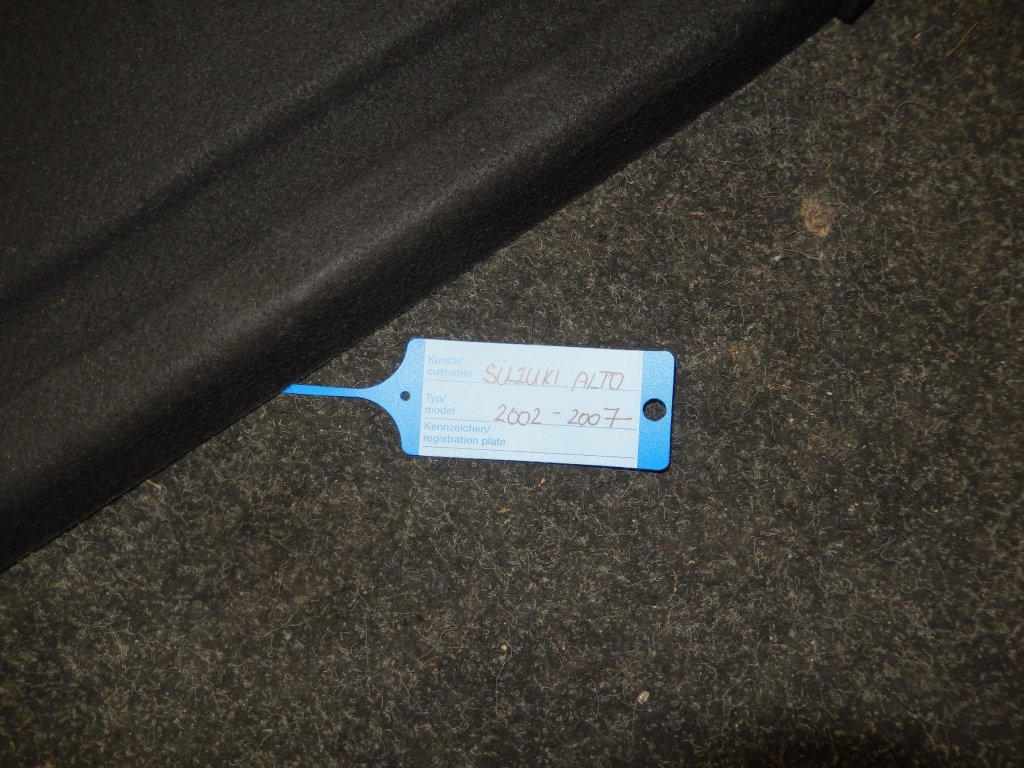 Kunde/
customer SUZUKI ALTO
Typ/
model 2002-2007
Kennzeichen/
registration plate